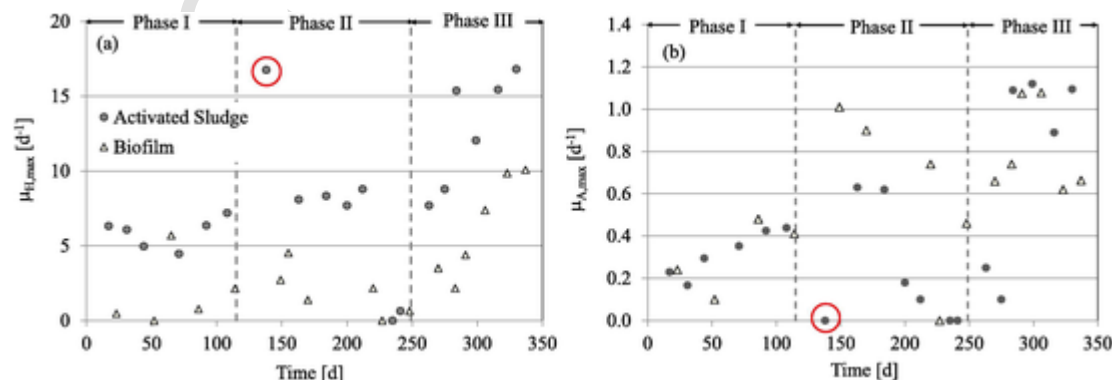 Phase I Phase II Phase III
(a)
Activated Sludge
Biofilm
μH,max [d-1]
20
15
10
5
0
0 50 100 150 200 250 300 350
Time [d]
Phase I Phase II Phase III
(b)
μA,max [d-1]
1.4
1.2
1.0
0.8
0.6
0.4
0.2
0.0
0 50 100 150 200 250 300 350
Time [d]